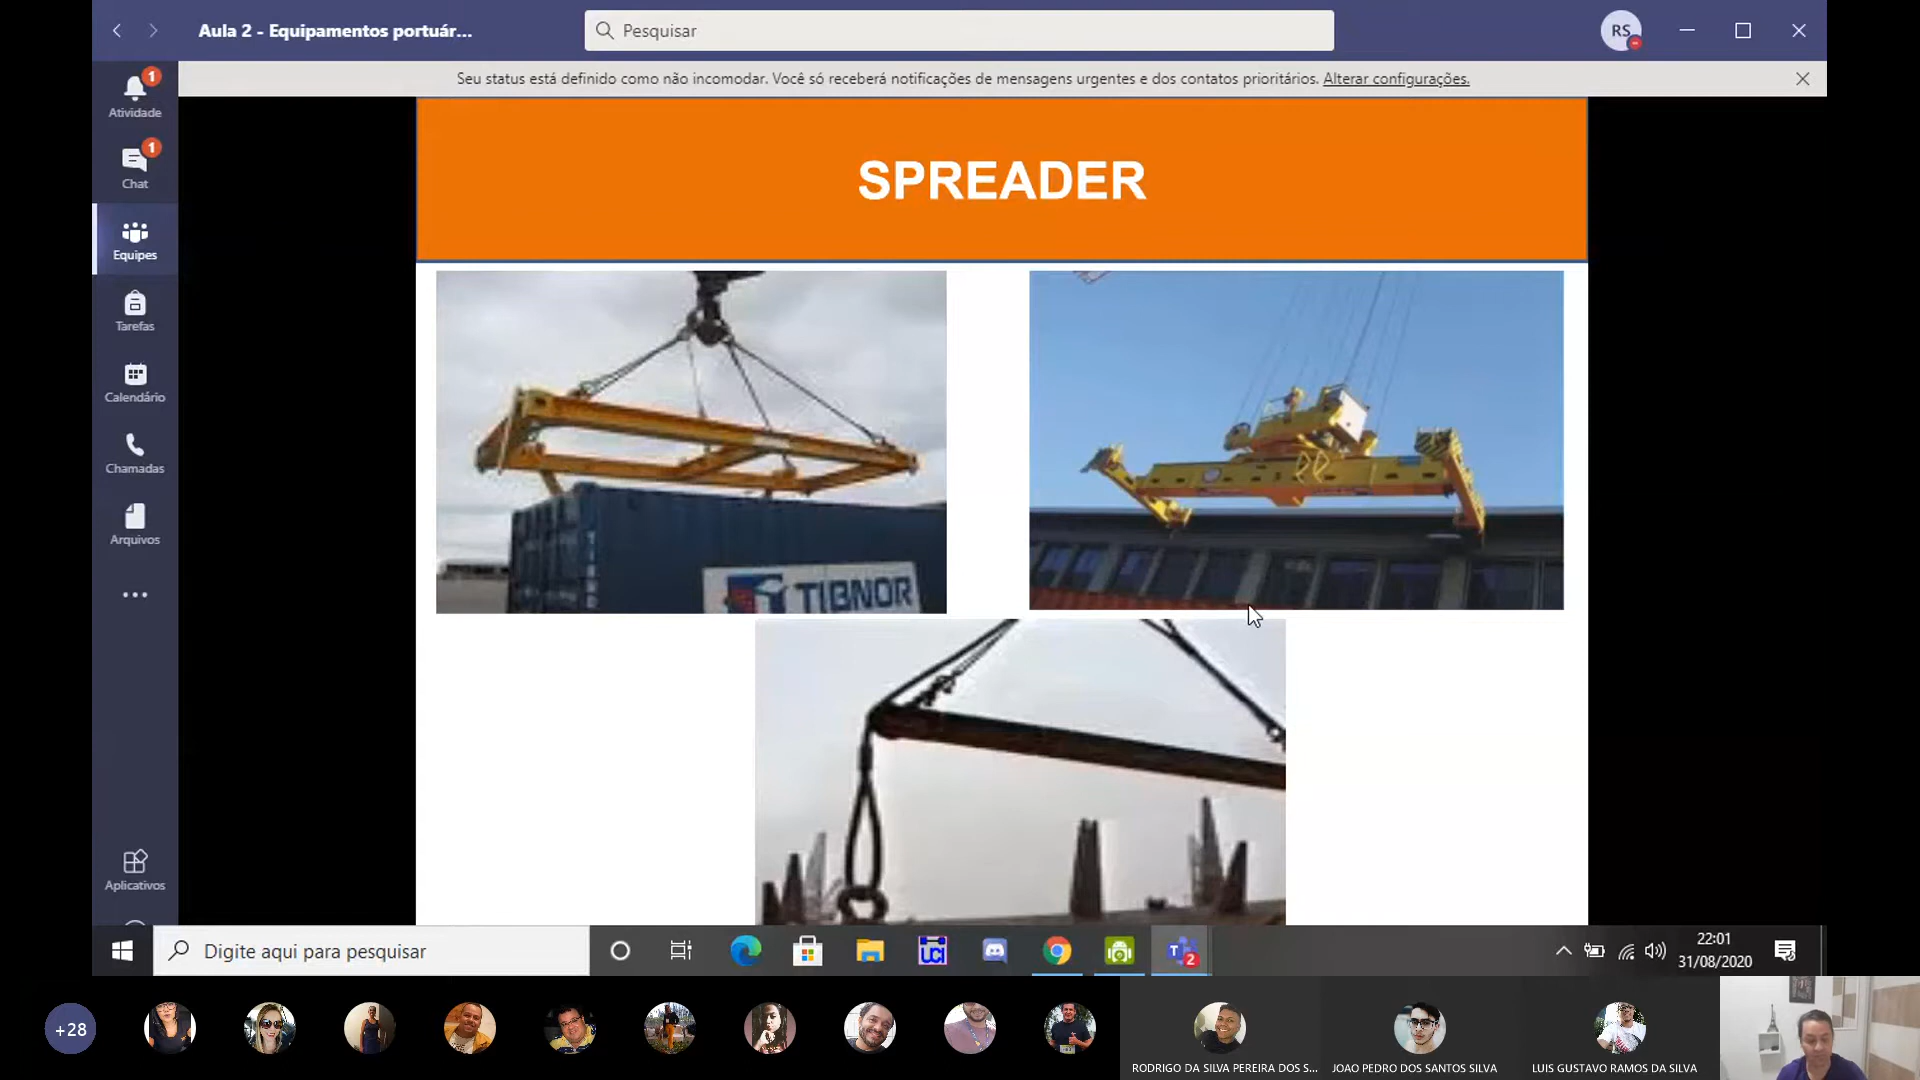 Aula 2 - Equipamentos portuár...
Pesquisar
RS
Seu status está definido como não incomodar. Você só receberá notificações de mensagens urgentes e dos contatos prioritários. Alterar configurações.
1
Atividade
1
Chat
Equipes
Tarefas
Calendário
Chamadas
Arquivos
Aplicativos
SPREADER
TIBNOR
Digite aqui para pesquisar
UCI
T
2
22:01
31/08/2020
+28
RODRIGO DA SILVA PEREIRA DOS S...
JOAO PEDRO DOS SANTOS SILVA
LUIS GUSTAVO RAMOS DA SILVA